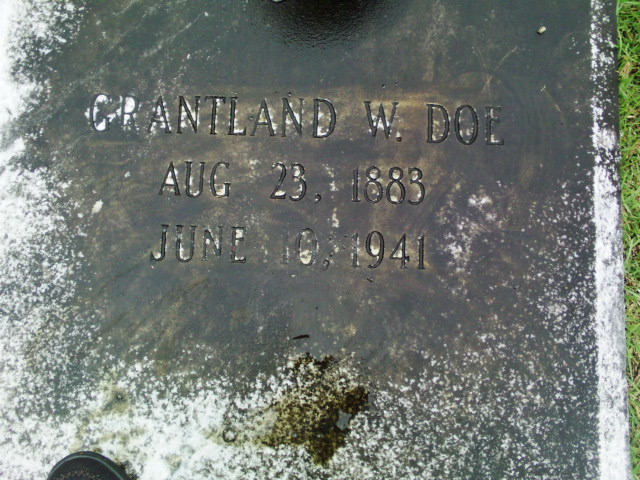 GRANTLAND W. DOE
AUG 23, 1883
JUNE 10, 1941